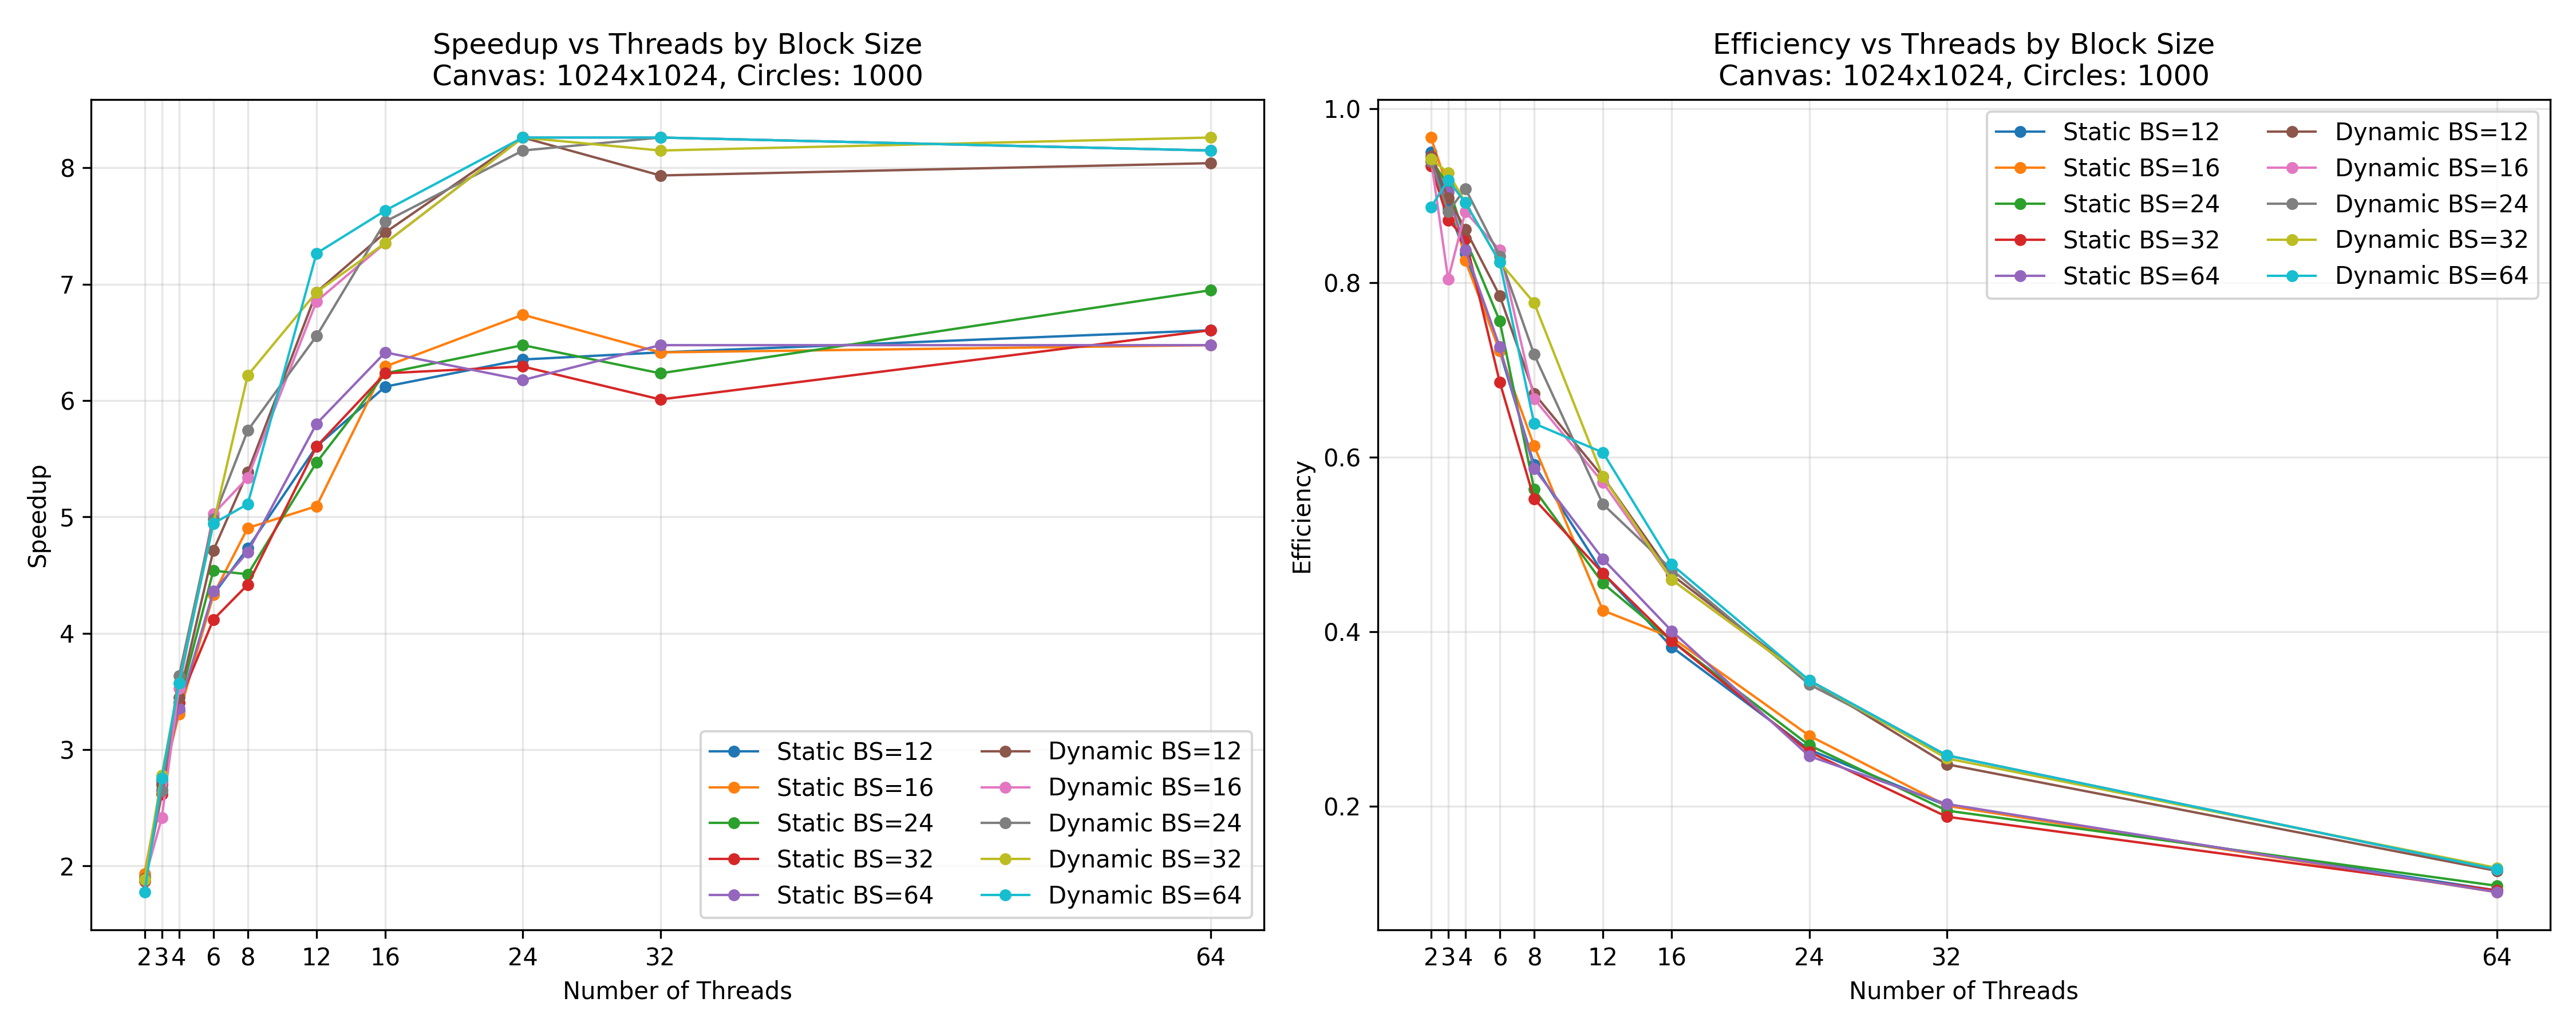 Speedup vs Threads by Block Size
Canvas: 1024x1024, Circles: 1000
Speedup
8
7
6
5
4
3
2
Static BS=12
Static BS=16
Static BS=24
Static BS=32
Static BS=64
Dynamic BS=12
Dynamic BS=16
Dynamic BS=24
Dynamic BS=32
Dynamic BS=64
2 3 4 6 8 12 16 24 32 64
Number of Threads
Efficiency vs Threads by Block Size
Canvas: 1024x1024, Circles: 1000
Efficiency
1.0
0.8
0.6
0.4
0.2
Static BS=12
Static BS=16
Static BS=24
Static BS=32
Static BS=64
Dynamic BS=12
Dynamic BS=16
Dynamic BS=24
Dynamic BS=32
Dynamic BS=64
2 3 4 6 8 12 16 24 32 64
Number of Threads